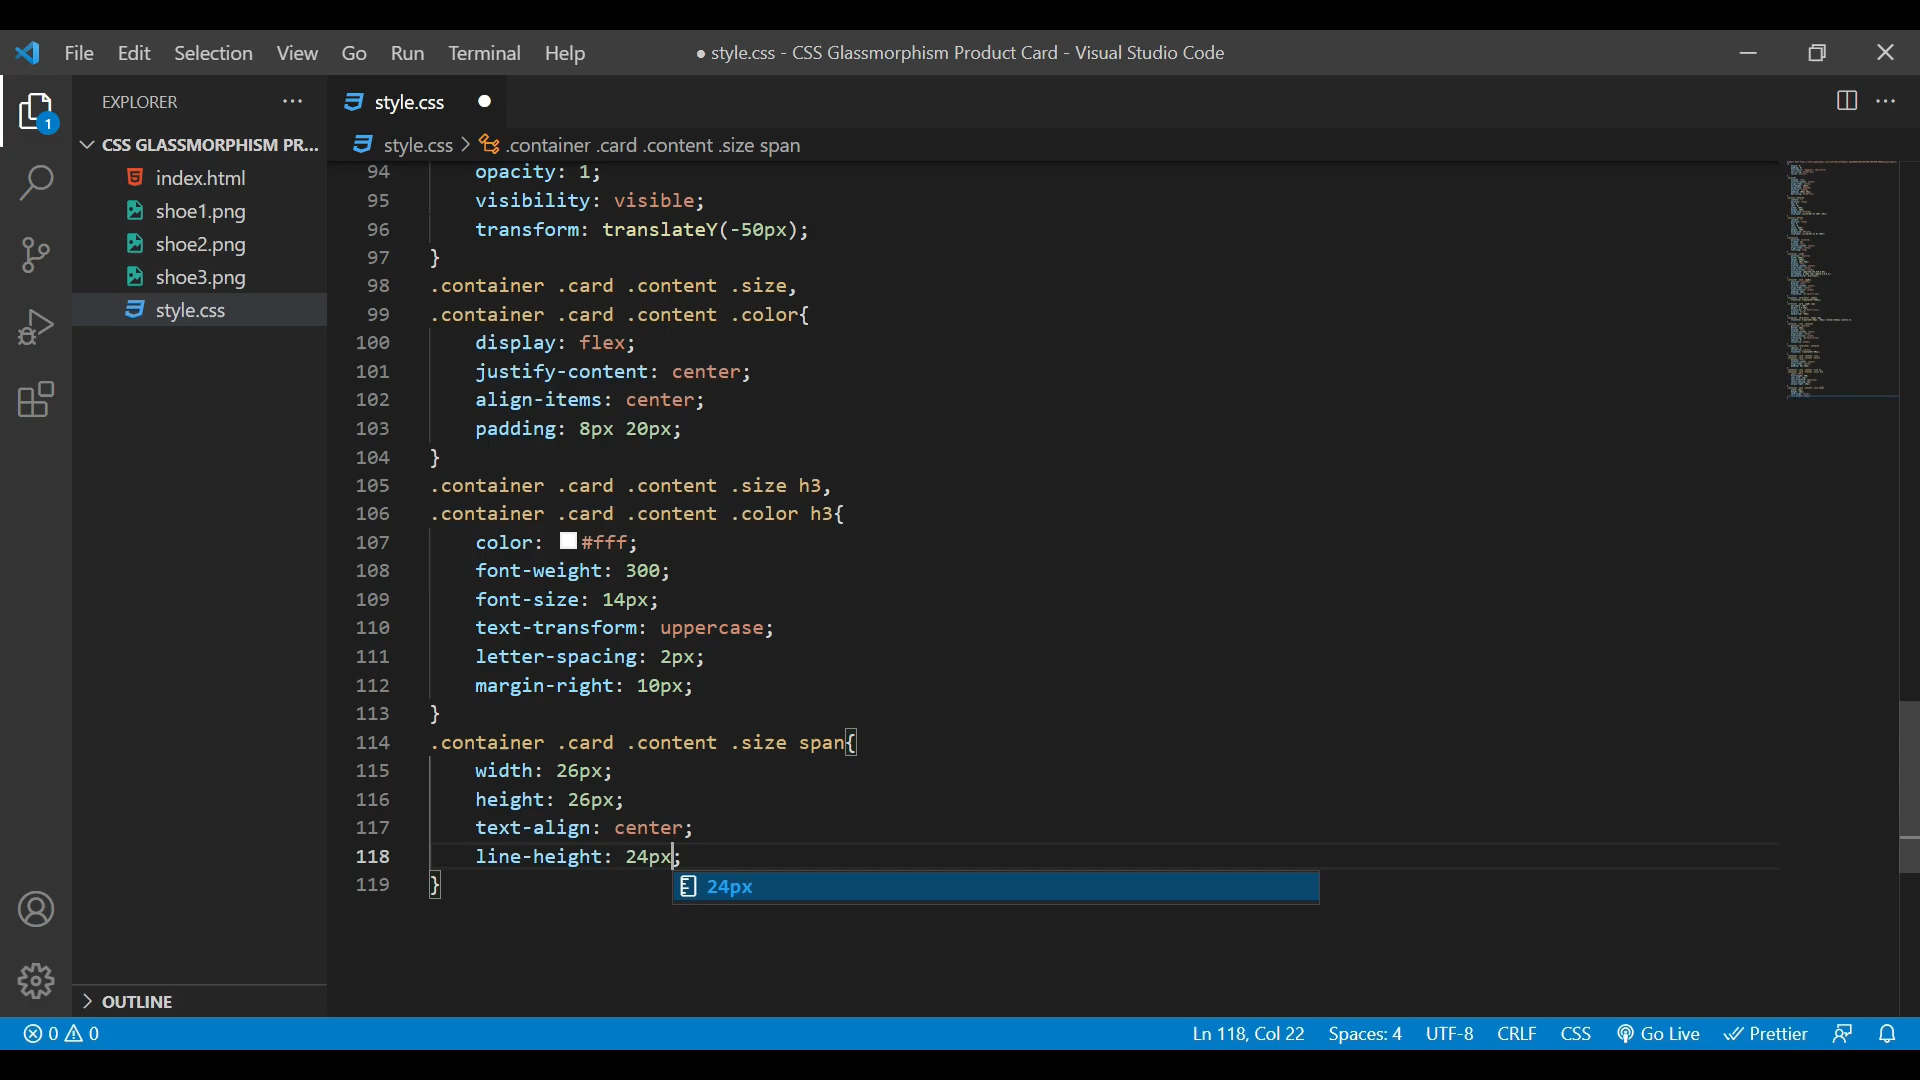 File Edit Selection View Go Run Terminal Help ● style.css - CSS Glassmorphism Product Card - Visual Studio Code
EXPLORER ···
style.css ●
style.css > .container .card .content .size span
CSS GLASSMORPHISM PR...
index.html
shoe1.png
shoe2.png
shoe3.png
style.css
OUTLINE
1
94 opacity: 1;
95 visibility: visible;
96 transform: translateY(-50px);
97 }
98 .container .card .content .size,
99 .container .card .content .color{
100 display: flex;
101 justify-content: center;
102 align-items: center;
103 padding: 8px 20px;
104 }
105 .container .card .content .size h3,
106 .container .card .content .color h3{
107 color: #fff;
108 font-weight: 300;
109 font-size: 14px;
110 text-transform: uppercase;
111 letter-spacing: 2px;
112 margin-right: 10px;
113 }
114 .container .card .content .size span{
115 width: 26px;
116 height: 26px;
117 text-align: center;
118 line-height: 24px;
119 }
24px
0 0 Ln 118, Col 22 Spaces: 4 UTF-8 CRLF CSS Go Live Prettier